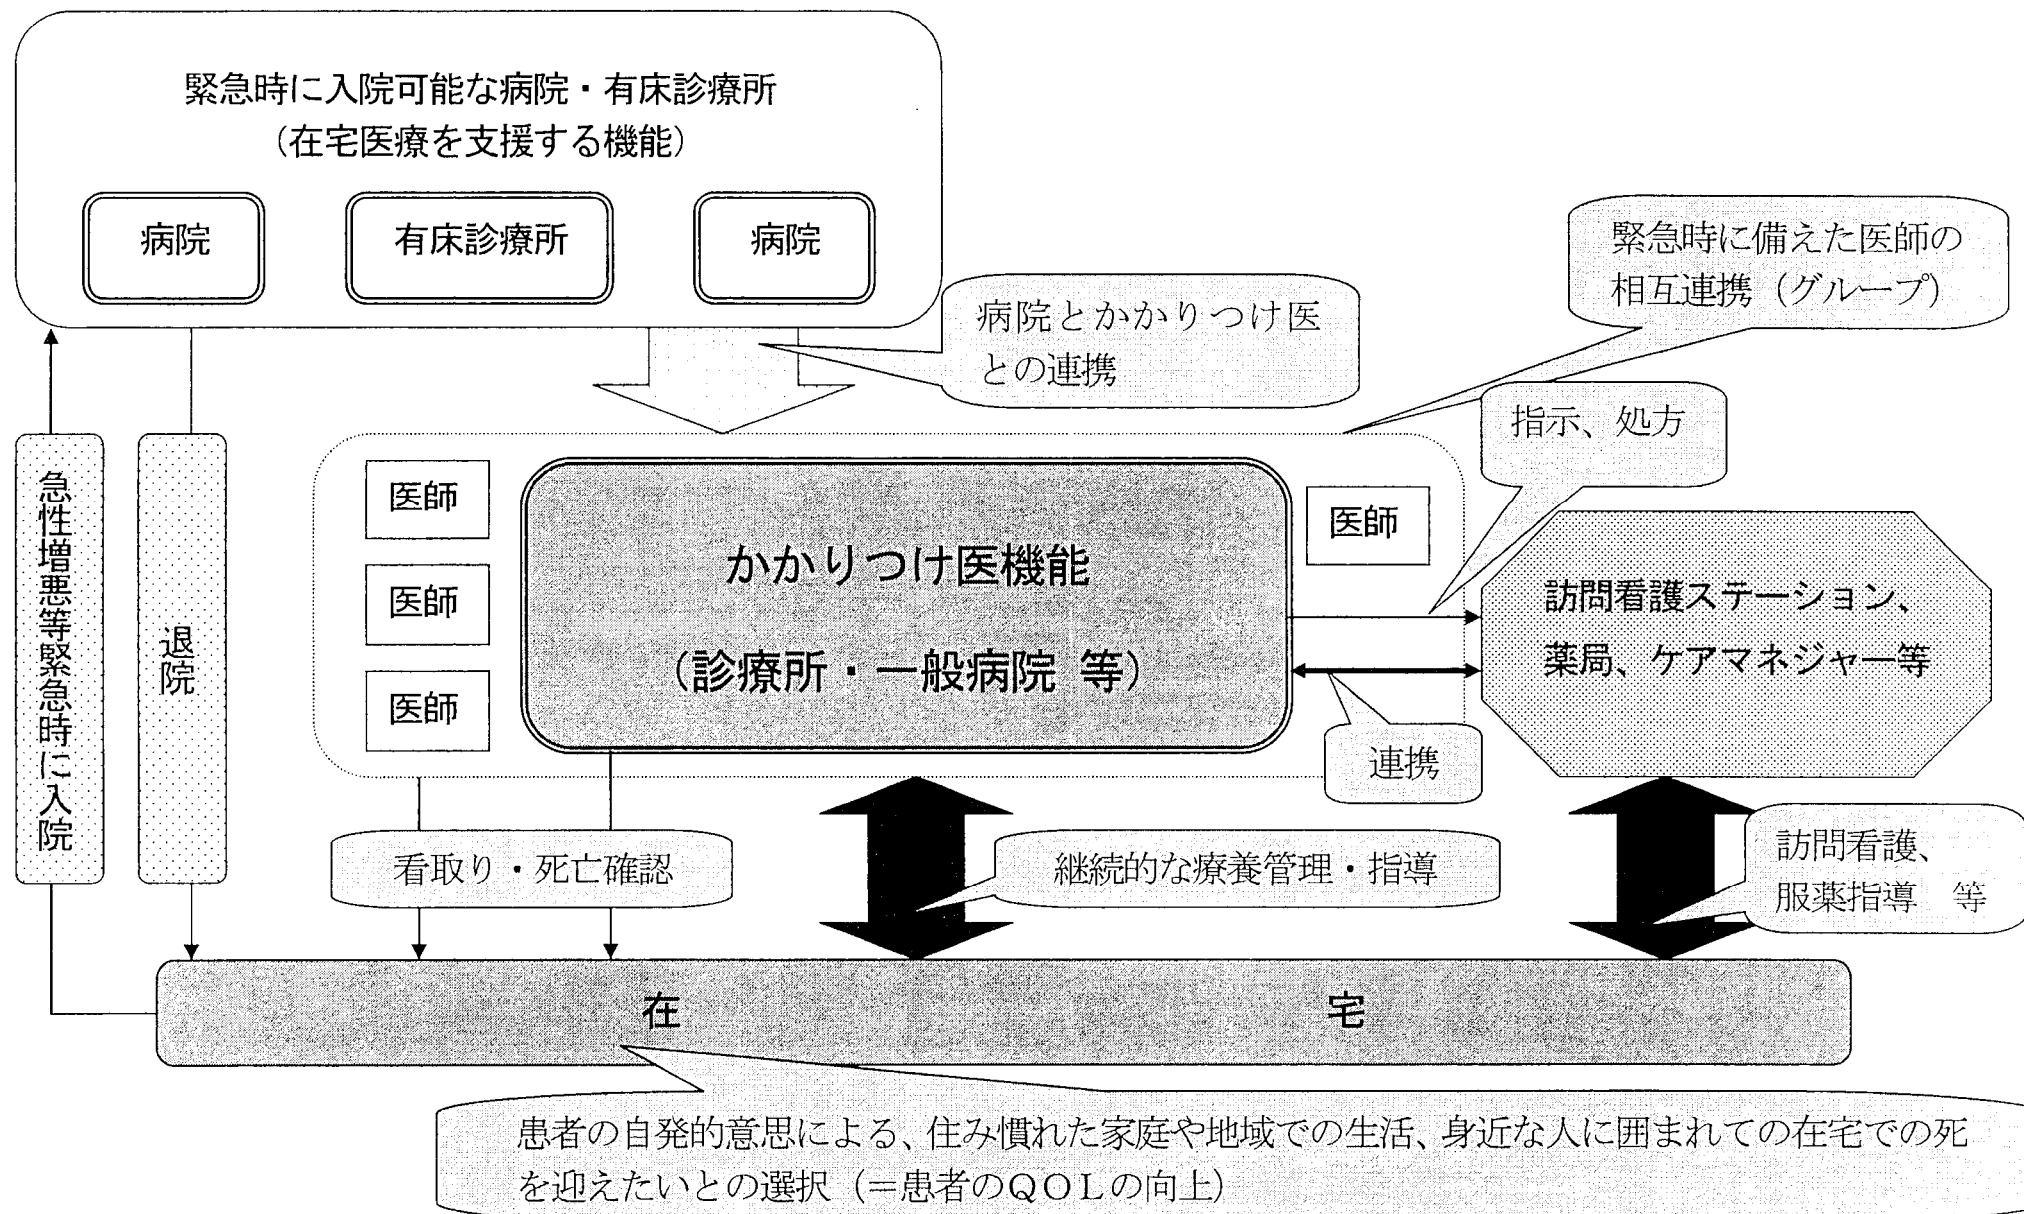 緊急時に入院可能な病院・有床診療所
（在宅医療を支援する機能）
病院
有床診療所
病院
緊急時に備えた医師の
相互連携（グループ）
病院とかかりつけ医
との連携
指示、処方
急性増悪等緊急時に入院
退院
医師
医師
医師
かかりつけ医機能
（診療所・一般病院 等）
医師
訪問看護ステーション、
薬局、ケアマネジャー等
連携
看取り・死亡確認
継続的な療養管理・指導
訪問看護、
服薬指導　等
在　宅
患者の自発的意思による、住み慣れた家庭や地域での生活、身近な人に囲まれての在宅での死
を迎えたいとの選択（＝患者のＱＯＬの向上）